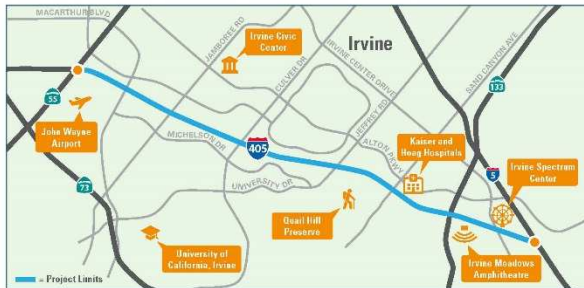 MACARTHUR BLVD
JAMBOREE RD
Irvine Civic
Center
CULVER DR
IRVINE CENTER DRIVE
Irvine
SAND CANYON AVE
133
55
John Wayne
Airport
MICHELSON DR
405
JEFFREY RD
ALTON PKWY
Kaiser and
Hoag Hospitals
5
Irvine Spectrum
Center
73
UNIVERSITY DR
Quail Hill
Preserve
University of
California, Irvine
Irvine Meadows
Amphitheatre
= Project Limits